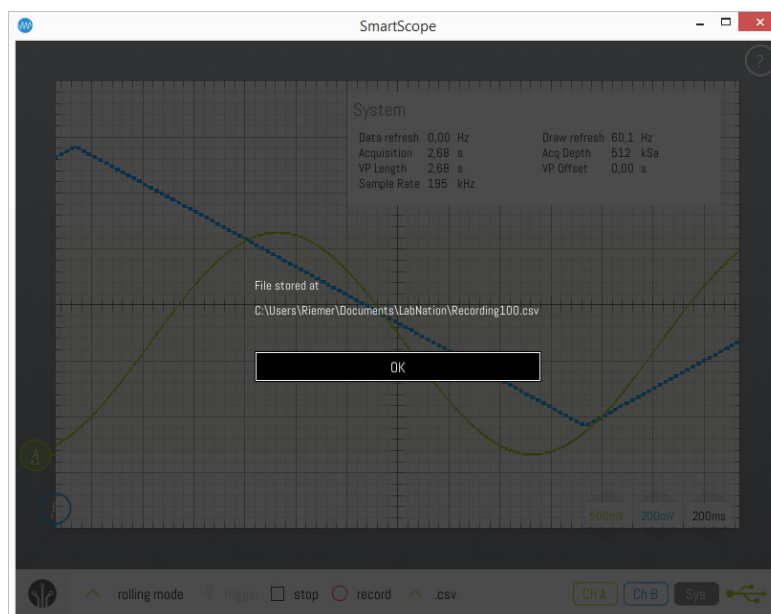 SmartScope
?
System
Data refresh 0,00 Hz Draw refresh 60,1 Hz
Acquisition 2,68 s Acq Depth 512 kSa
VP Length 2,68 s VP Offset 0,00 s
Sample Rate 195 kHz
File stored at
C:\Users\Riemer\Documents\LabNation\Recording100.csv
OK
A
500mV 200mV 200ms
rolling mode trigger stop record .csv Ch A Ch B Sys